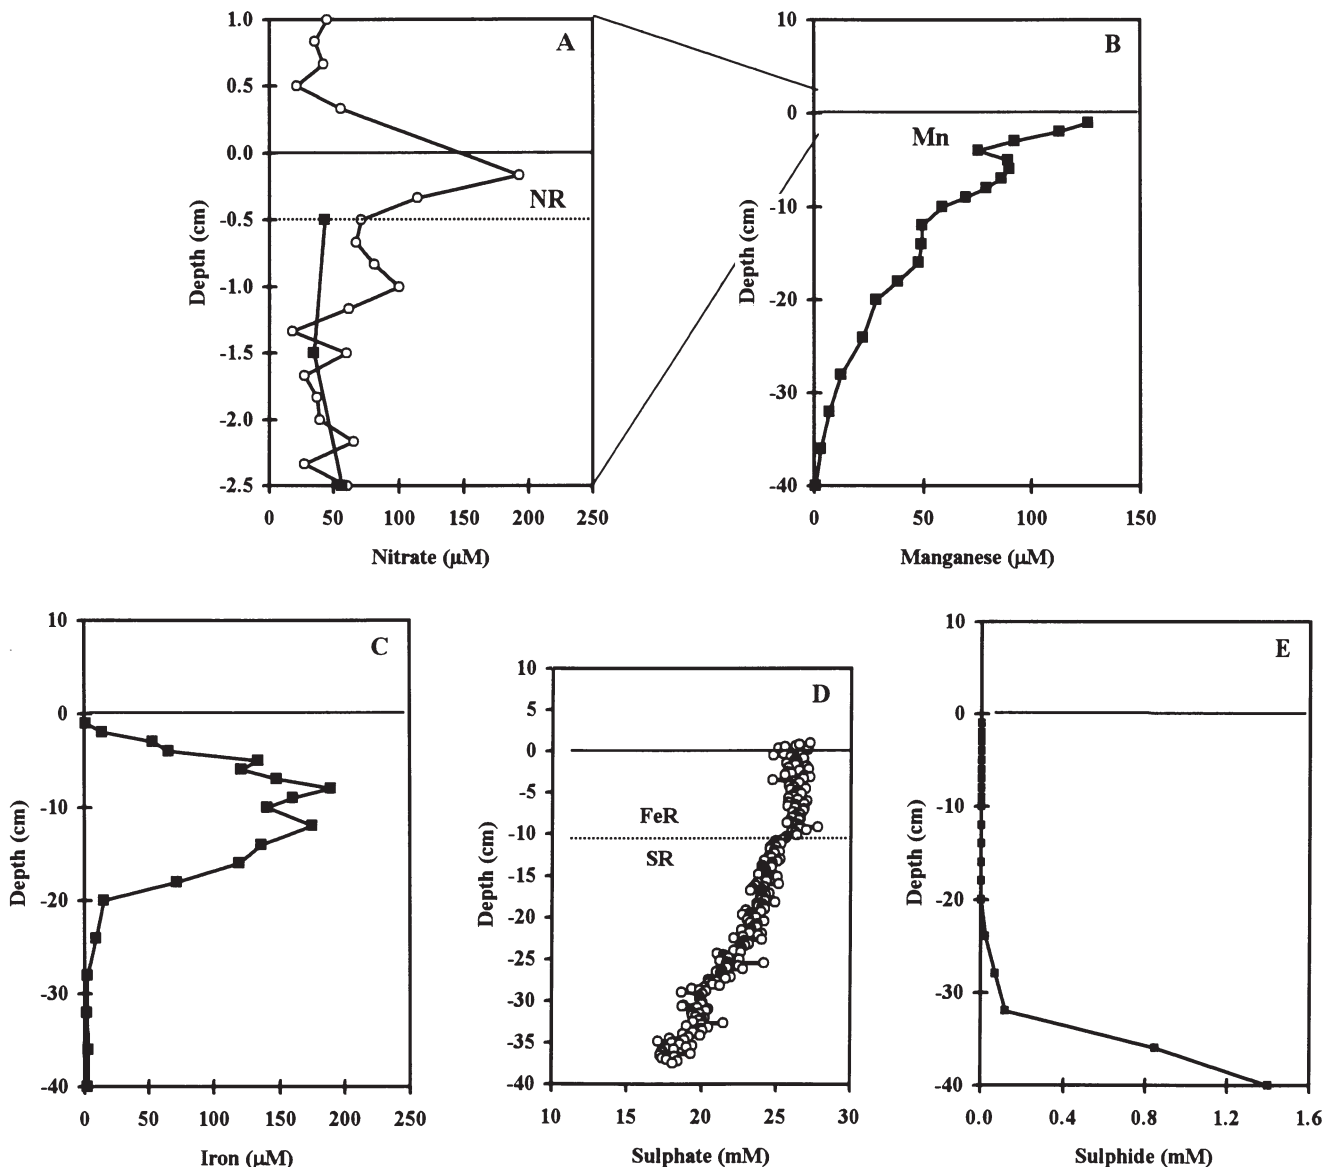 A
1.0
0.5
0.0
-0.5
-1.0
-1.5
-2.0
-2.5
Depth (cm)
NR
0 50 100 150 200 250
Nitrate (μM)
B
10
0
-10
-20
-30
-40
Depth (cm)
Mn
0 50 100 150
Manganese (μM)
C
10
0
-10
-20
-30
-40
Depth (cm)
0 50 100 150 200 250
Iron (μM)
D
10
5
0
-5
-10
-15
-20
-25
-30
-35
-40
Depth (cm)
FeR
SR
10 15 20 25 30
Sulphate (mM)
E
10
0
-10
-20
-30
-40
Depth (cm)
0.0 0.4 0.8 1.2 1.6
Sulphide (mM)